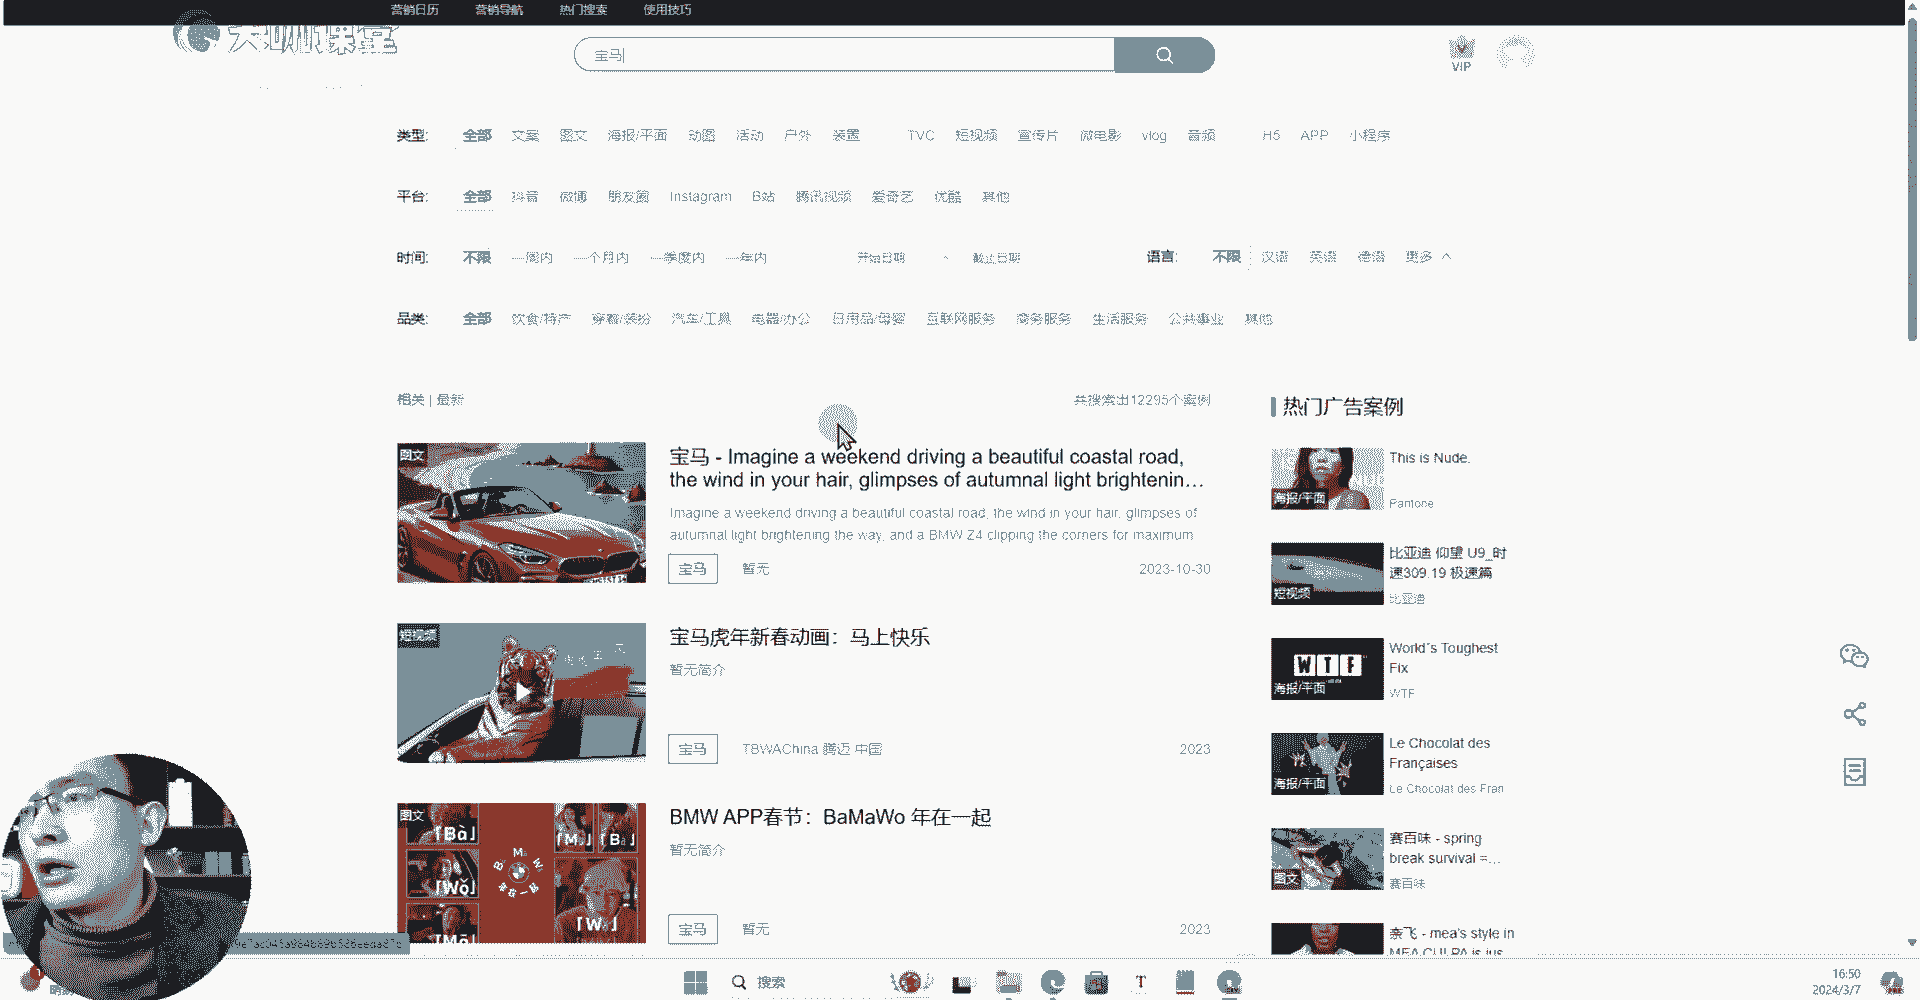 营销日历 营销导航 热门搜索 使用技巧
天呱课堂
宝马
VIP
类型: 全部 文案 图文 海报/平面 动图 活动 户外 装置 TVC 短视频 宣传片 微电影 vlog 音频 H5 APP 小程序
平台: 全部 抖音 微博 朋友圈 Instagram B站 腾讯视频 爱奇艺 优酷 其他
时间: 不限 一周内 一个月内 一季度内 一年内 开始日期 截止日期 语言: 不限 汉语 英语 德语 更多
品类: 全部 饮食/特产 穿着/装扮 汽车/工具 电器/办公 日用品/母婴 互联网服务 商务服务 生活服务 公共事业 其他
相关 | 最新
共搜索出12295个案例
图文
宝马 - Imagine a weekend driving a beautiful coastal road,
the wind in your hair, glimpses of autumnal light brightenin...
Imagine a weekend driving a beautiful coastal road, the wind in your hair, glimpses of
autumnal light brightening the way, and a BMW Z4 clipping the corners for maximum
宝马 暂无 2023-10-30
短视频
宝马虎年新春动画：马上快乐
暂无简介
宝马 TBWAChina 腾迈 中国 2023
图文
「Bà」
「Wǒ」
BMW APP春节：BaMaWo 年在一起
暂无简介
宝马 暂无 2023
热门广告案例
海报/平面
This is Nude.
Pantone
短视频
比亚迪 仰望 U9_时
速309.19 极速篇
比亚迪
WTF
海报/平面
World's Toughest
Fix
WTF
海报/平面
Le Chocolat des
Françaises
Le Chocolat des Fran
图文
赛百味 - spring
break survival =...
赛百味
亲飞 - mea's style in
MEA CULPA is jus
搜索
16:50
2024/3/7